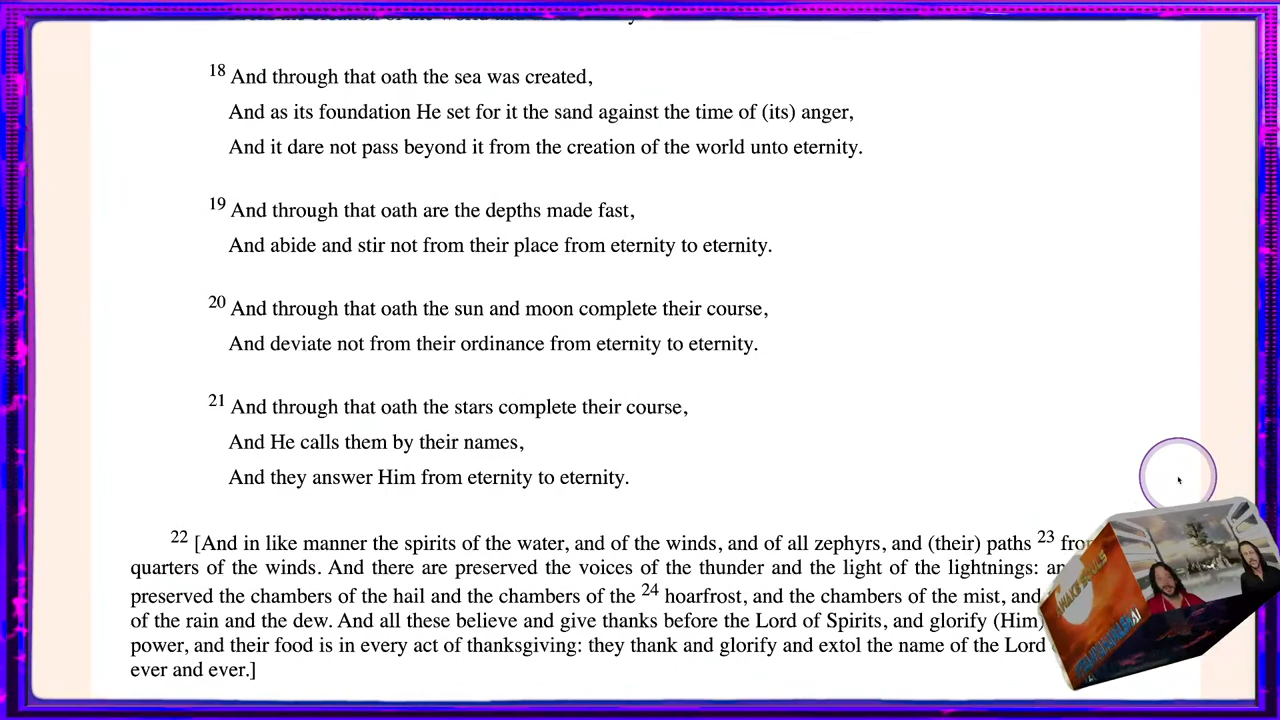 18 And through that oath the sea was created,
And as its foundation He set for it the sand against the time of (its) anger,
And it dare not pass beyond it from the creation of the world unto eternity.
19 And through that oath are the depths made fast,
And abide and stir not from their place from eternity to eternity.
20 And through that oath the sun and moon complete their course,
And deviate not from their ordinance from eternity to eternity.
21 And through that oath the stars complete their course,
And He calls them by their names,
And they answer Him from eternity to eternity.
22 [And in like manner the spirits of the water, and of the winds, and of all zephyrs, and (their) paths 23
quarters of the winds. And there are preserved the voices of the thunder and the light of the lightnings:
preserved the chambers of the hail and the chambers of the 24 hoarfrost, and the chambers of the mist, and
of the rain and the dew. And all these believe and give thanks before the Lord of Spirits, and glorify (Him)
power, and their food is in every act of thanksgiving: they thank and glorify and extol the name of the Lord
ever and ever.]